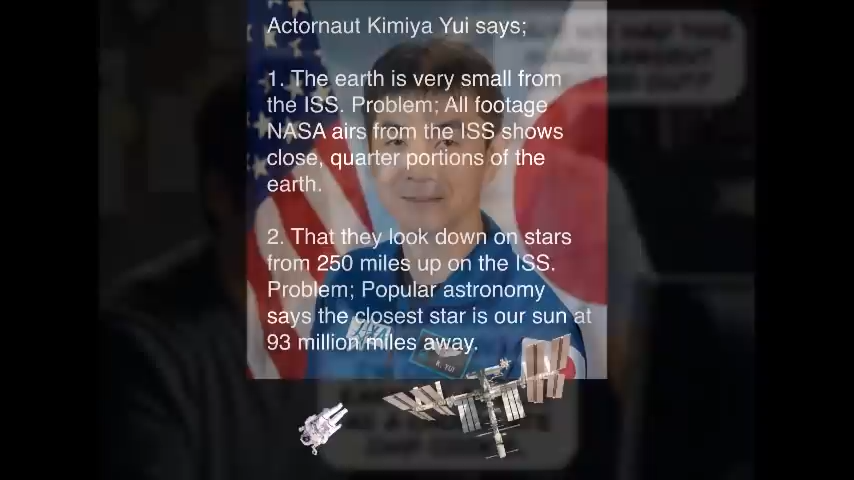 Actornaut Kimiya Yui says;
1. The earth is very small from
the ISS. Problem; All footage
NASA airs from the ISS shows
close, quarter portions of the
earth.
2. That they look down on stars
from 250 miles up on the ISS.
Problem; Popular astronomy
says the closest star is our sun at
93 million miles away.
K. YUI